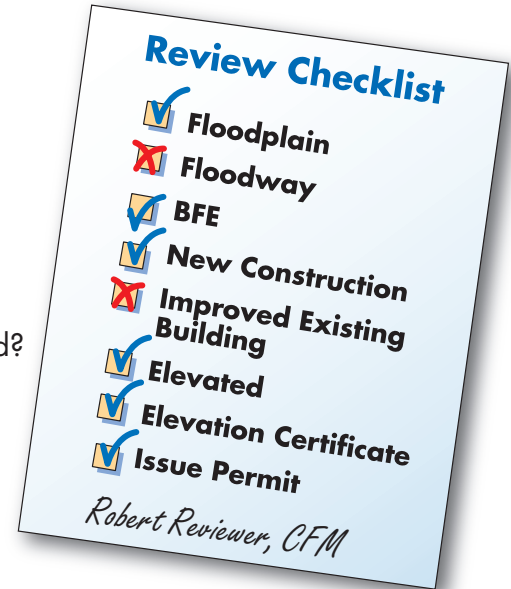 Review Checklist
Floodplain
Floodway
BFE
New Construction
Improved Existing
Building
d?
Elevated
Elevation Certificate
Issue Permit
Robert Reviewer, CFM